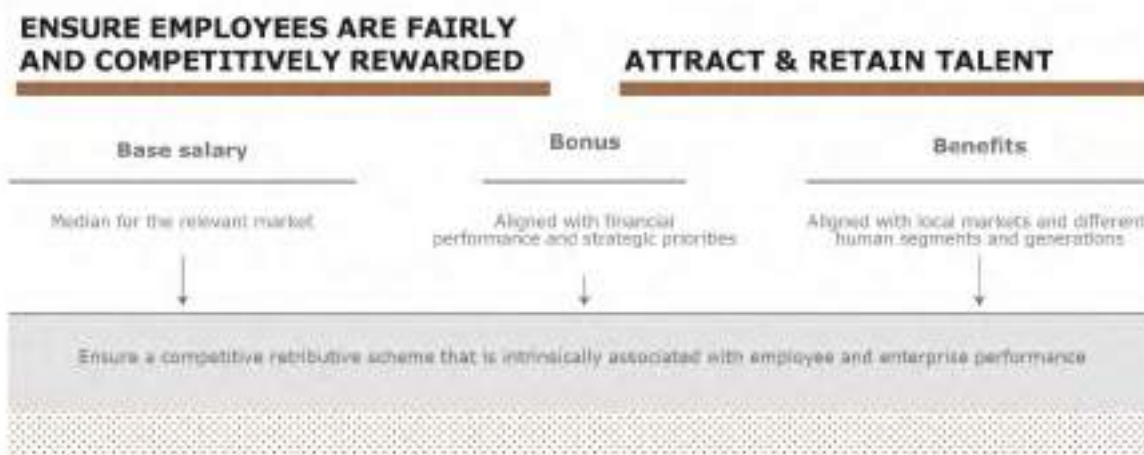 ENSURE EMPLOYEES ARE FAIRLY
AND COMPETITIVELY REWARDED
ATTRACT & RETAIN TALENT
Base salary
Median for the relevant market
Bonus
Aligned with financial
performance and strategic priorities
Benefits
Aligned with local markets and differen
human segments and generations
Ensure a competitive retributive scheme that is intrinsically associated with employee and enterprise performance